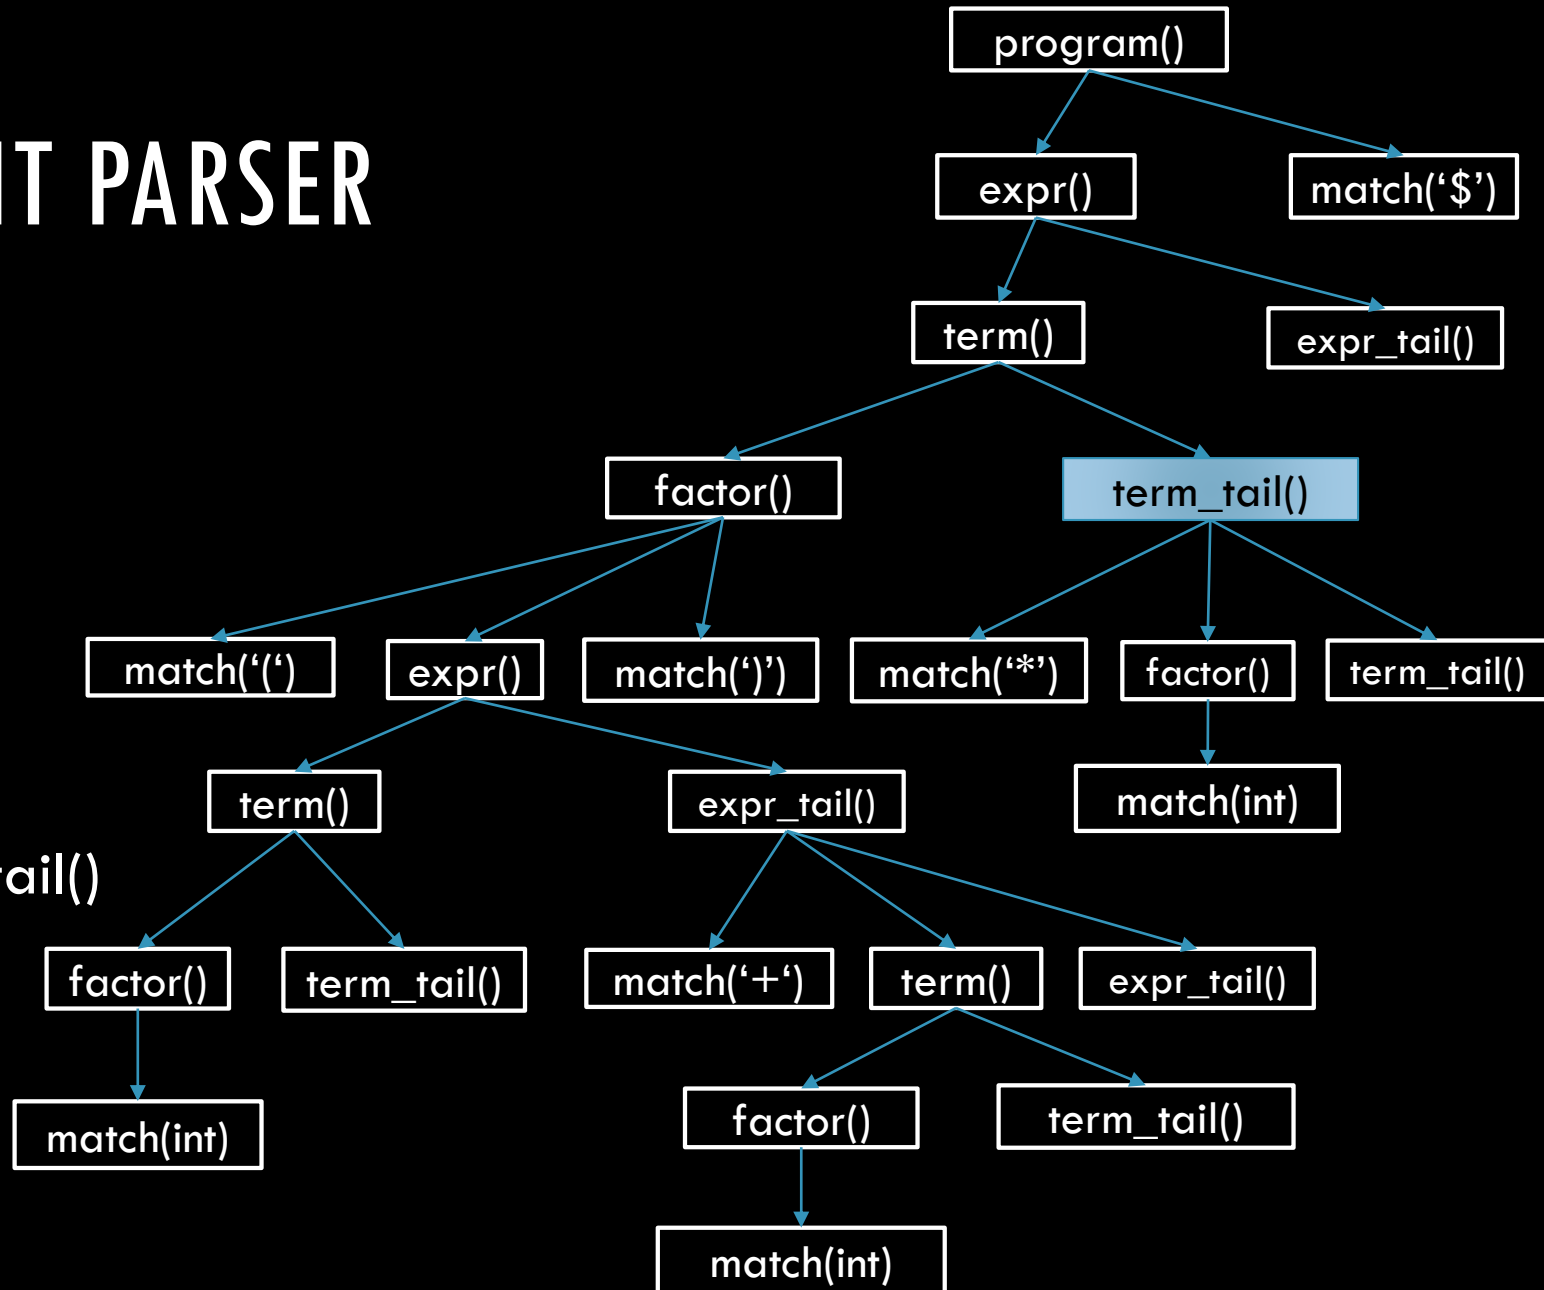 program()
IT PARSER
expr() match(‘$’)
term() expr_tail()
factor() term_tail()
match(‘(‘) expr() match(‘)’) match(‘*’) factor() term_tail()
term() expr_tail() match(int)
tail()
factor() term_tail() match(‘+‘) term() expr_tail()
match(int) factor() term_tail()
match(int)